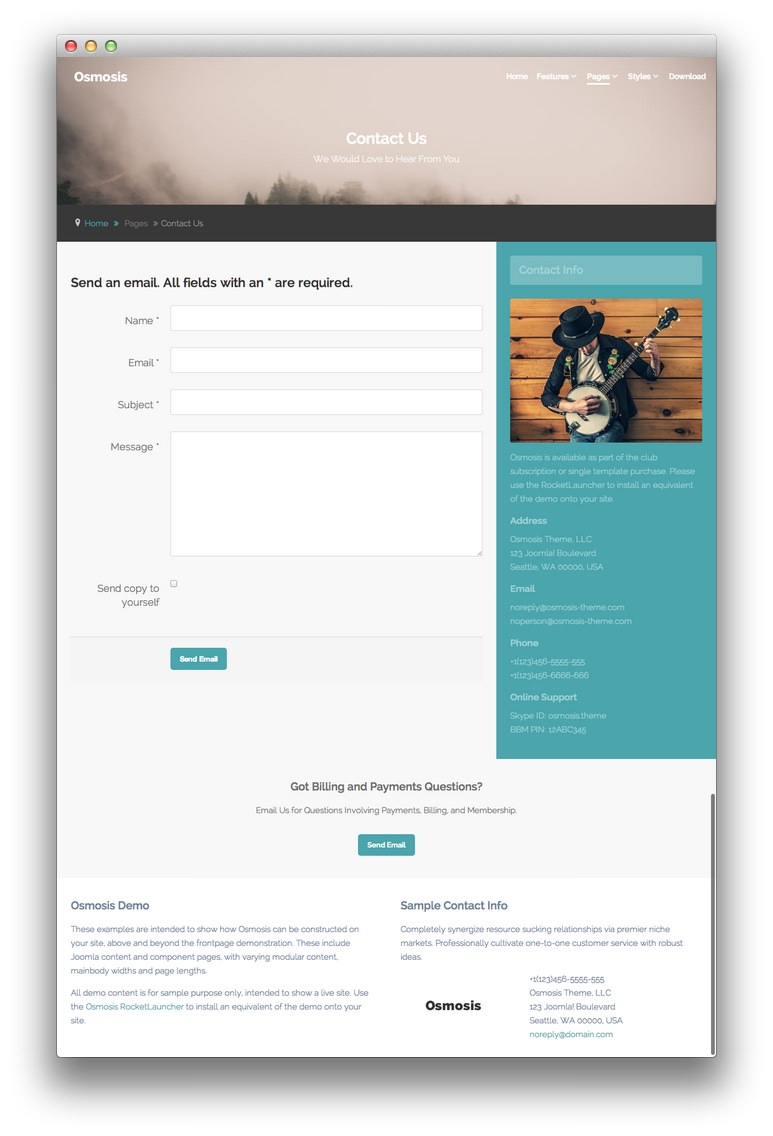 Osmosis
Home Features Pages Styles Download
Contact Us
We Would Love to Hear From You
Home » Pages » Contact Us
Send an email. All fields with an * are required.
Name *
Email *
Subject *
Message *
Send copy to
yourself
Send Email
Contact Info
Osmosis is available as part of the club
subscription or single template purchase. Please
use the RocketLauncher to install an equivalent
of the demo onto your site.
Address
Osmosis Theme, LLC
123 Joomla! Boulevard
Seattle, WA 00000, USA
Email
noreply@osmosis-theme.com
noperson@osmosis-theme.com
Phone
+1(123)456-5555-555
+1(123)456-6666-666
Online Support
Skype ID: osmosis.theme
BBM PIN: 12ABC345
Got Billing and Payments Questions?
Email Us for Questions Involving Payments, Billing, and Membership.
Send Email
Osmosis Demo
These examples are intended to show how Osmosis can be constructed on
your site, above and beyond the frontpage demonstration. These include
Joomla content and component pages, with varying modular content,
mainbody widths and page lengths.
All demo content is for sample purpose only, intended to show a live site. Use
the Osmosis RocketLauncher to install an equivalent of the demo onto your
site.
Sample Contact Info
Completely synergize resource sucking relationships via premier niche
markets. Professionally cultivate one-to-one customer service with robust
ideas.
Osmosis
+1(123)456-5555-555
Osmosis Theme, LLC
123 Joomla! Boulevard
Seattle, WA 00000, USA
noreply@domain.com